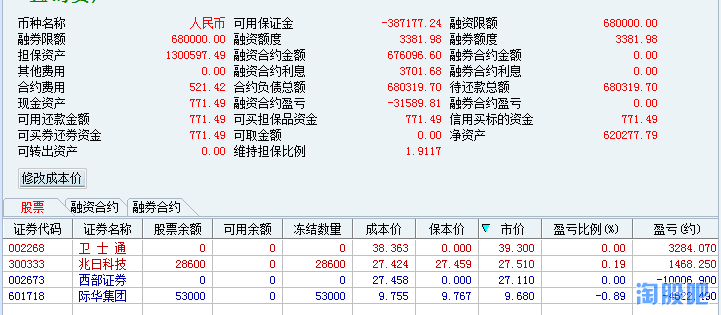 币种名称 人民币 可用保证金 -387177.24 融资限额 680000.00
融券限额 680000.00 融资额度 3381.98 融券额度 3381.98
担保资产 1300597.49 融资合约金额 676096.60 融券合约金额 0.00
其他费用 0.00 融资合约利息 3701.68 融券合约利息 0.00
合约费用 521.42 合约负债总额 680319.70 待还款总额 680319.70
现金资产 771.49 融资合约盈亏 -31589.81 融券合约盈亏 0.00
可用还款金额 771.49 可买担保品资金 771.49 信用买标的资金 771.49
可买券还券资金 771.49 可取金额 0.00 净资产 620277.79
可转出资产 0.00 维持担保比例 1.9117
修改成本价
股票 融资合约 融券合约
证券代码 证券名称 股票余额 可用余额 冻结数量 成本价 保本价 市价 盈亏比例(%) 盈亏(约)
002268 卫士通 0 0 0 38.363 0.000 39.300 0.00 3284.070
300333 兆日科技 28600 0 28600 27.424 27.459 27.510 0.19 1468.250
002673 西部证券 0 0 0 27.458 0.000 27.110 0.00 -10006.900
601718 际华集团 53000 0 53000 9.755 9.767 9.680 -0.89
淘股吧